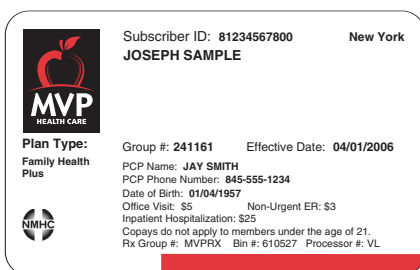 Subscriber ID: 81234567800 New York
JOSEPH SAMPLE
MVP
HEALTH CARE
Plan Type:
Family Health
Plus
Group #: 241161 Effective Date: 04/01/2006
PCP Name: JAY SMITH
PCP Phone Number: 845-555-1234
Date of Birth: 01/04/1957
Office Visit: $5 Non-Urgent ER: $3
Inpatient Hospitalization: $25
Copays do not apply to members under the age of 21.
Rx Group #: MVPRX Bin #: 610527 Processor #: VL
NMHC